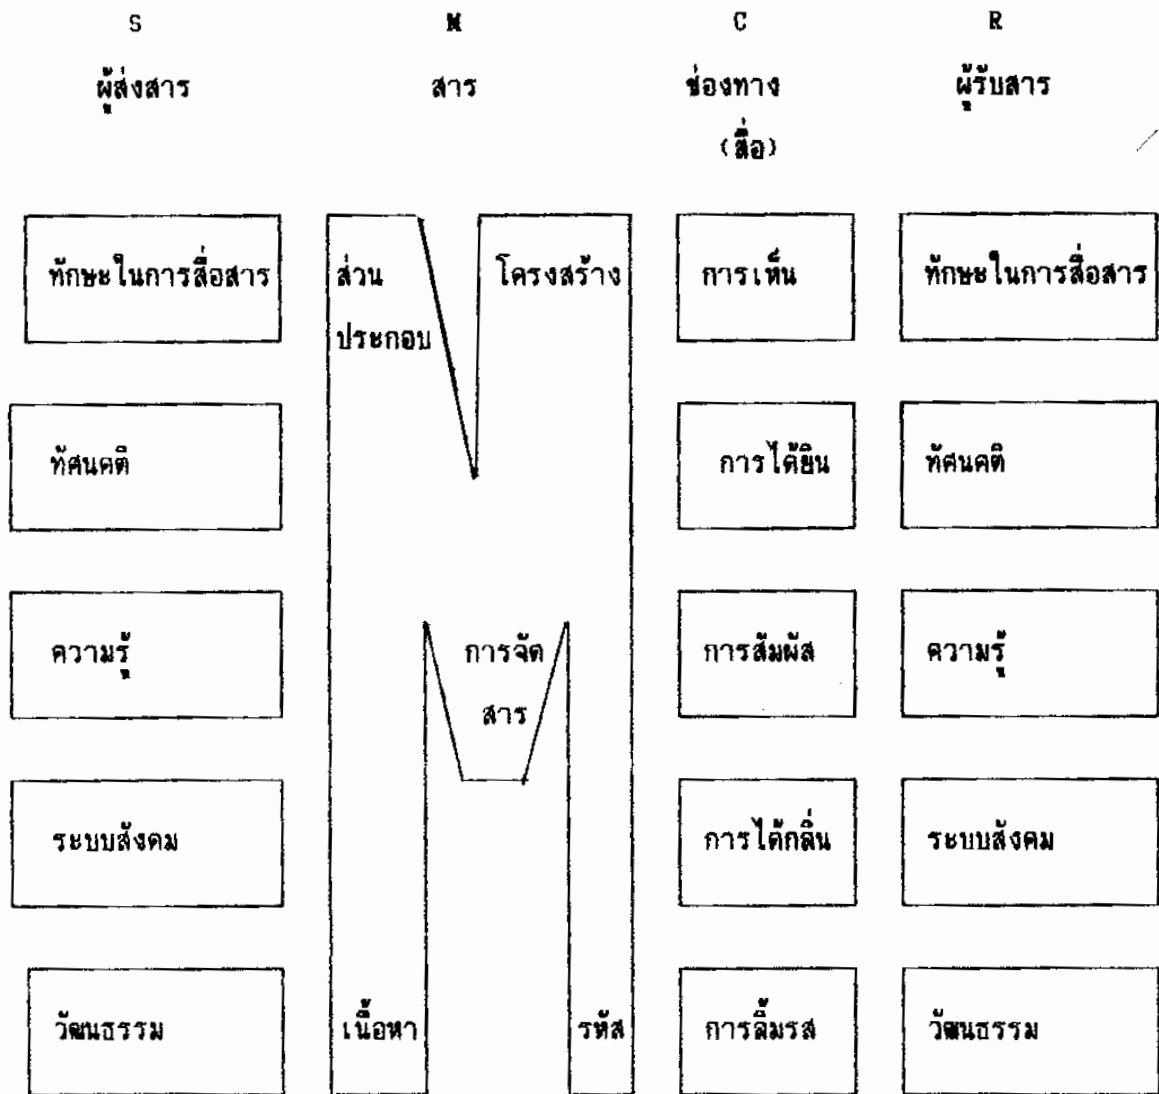 S M C R
ผู้ส่งสาร สาร ช่องทาง ผู้รับสาร
(สื่อ)
ทักษะในการสื่อสาร ส่วน โครงสร้าง การเห็น ทักษะในการสื่อสาร
ประกอบ
ทัศนคติ การได้ยิน ทัศนคติ
ความรู้ การจัด การสัมผัส ความรู้
สาร
ระบบสังคม การได้กลิ่น ระบบสังคม
วัฒนธรรม เนื้อหา รหัส การลิ้มรส วัฒนธรรม